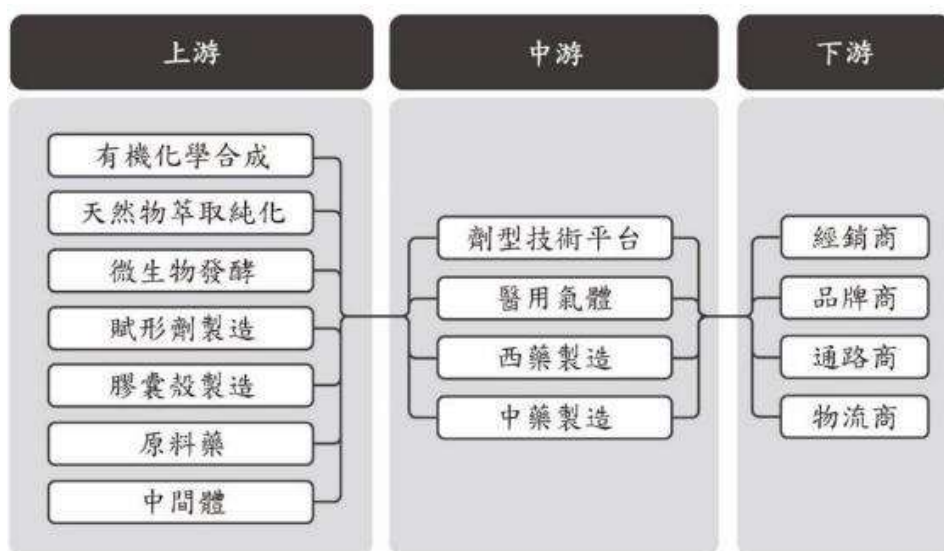 上游
有機化學合成
天然物萃取純化
微生物發酵
賦形劑製造
膠囊殼製造
原料藥
中間體
中游
劑型技術平台
醫用氣體
西藥製造
中藥製造
下游
經銷商
品牌商
通路商
物流商